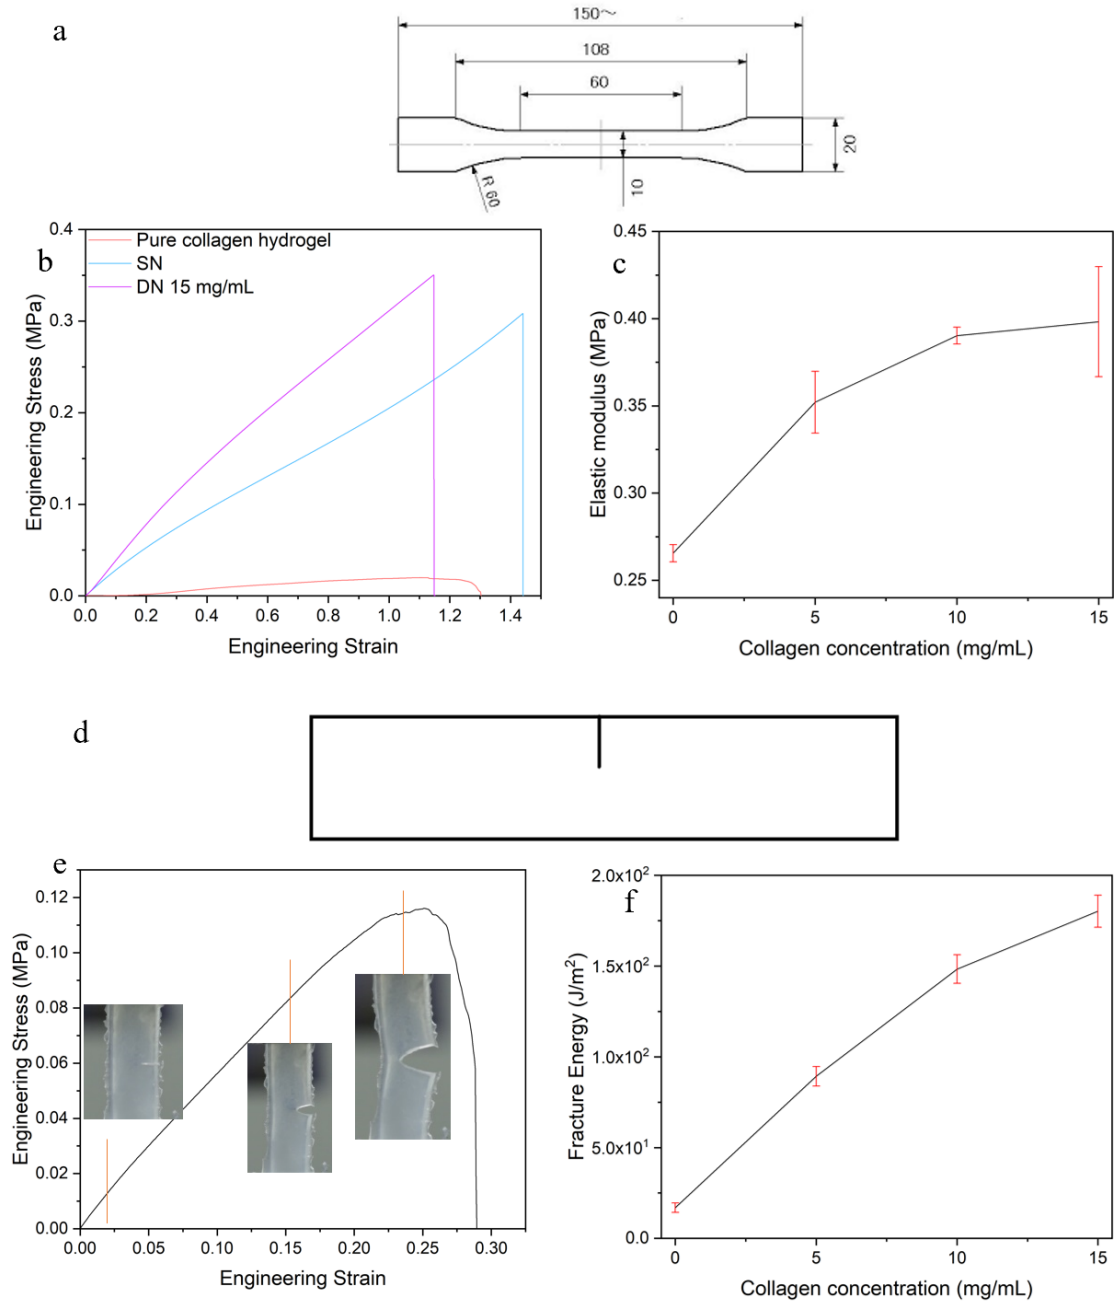 a
150～
108
60
20
10
R 60
b
Pure collagen hydrogel
SN
DN 15 mg/mL
0.4
0.3
0.2
0.1
0.0
0.0 0.2 0.4 0.6 0.8 1.0 1.2 1.4
Engineering Stress (MPa)
Engineering Strain
c
0.45
0.40
0.35
0.30
0.25
0 5 10 15
Elastic modulus (MPa)
Collagen concentration (mg/mL)
d
e
0.12
0.10
0.08
0.06
0.04
0.02
0.00
0.00 0.05 0.10 0.15 0.20 0.25 0.30
Engineering Stress (MPa)
Engineering Strain
f
2.0x10²
1.5x10²
1.0x10²
5.0x10¹
0.0
0 5 10 15
Fracture Energy (J/m²)
Collagen concentration (mg/mL)